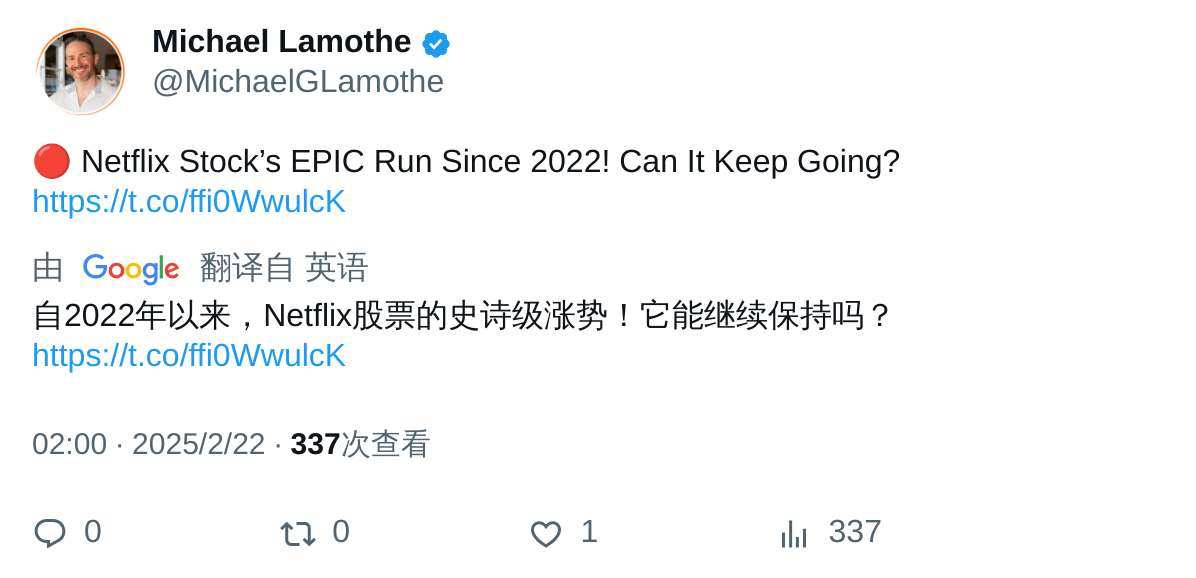 Michael Lamothe
@MichaelGLamothe
🔴 Netflix Stock’s EPIC Run Since 2022! Can It Keep Going?
https://t.co/ffi0WwulcK
由 Google 翻译自 英语
自2022年以来，Netflix股票的史诗级涨势！它能继续保持吗？
https://t.co/ffi0WwulcK
02:00 · 2025/2/22 · 337次查看
0 0 1 337